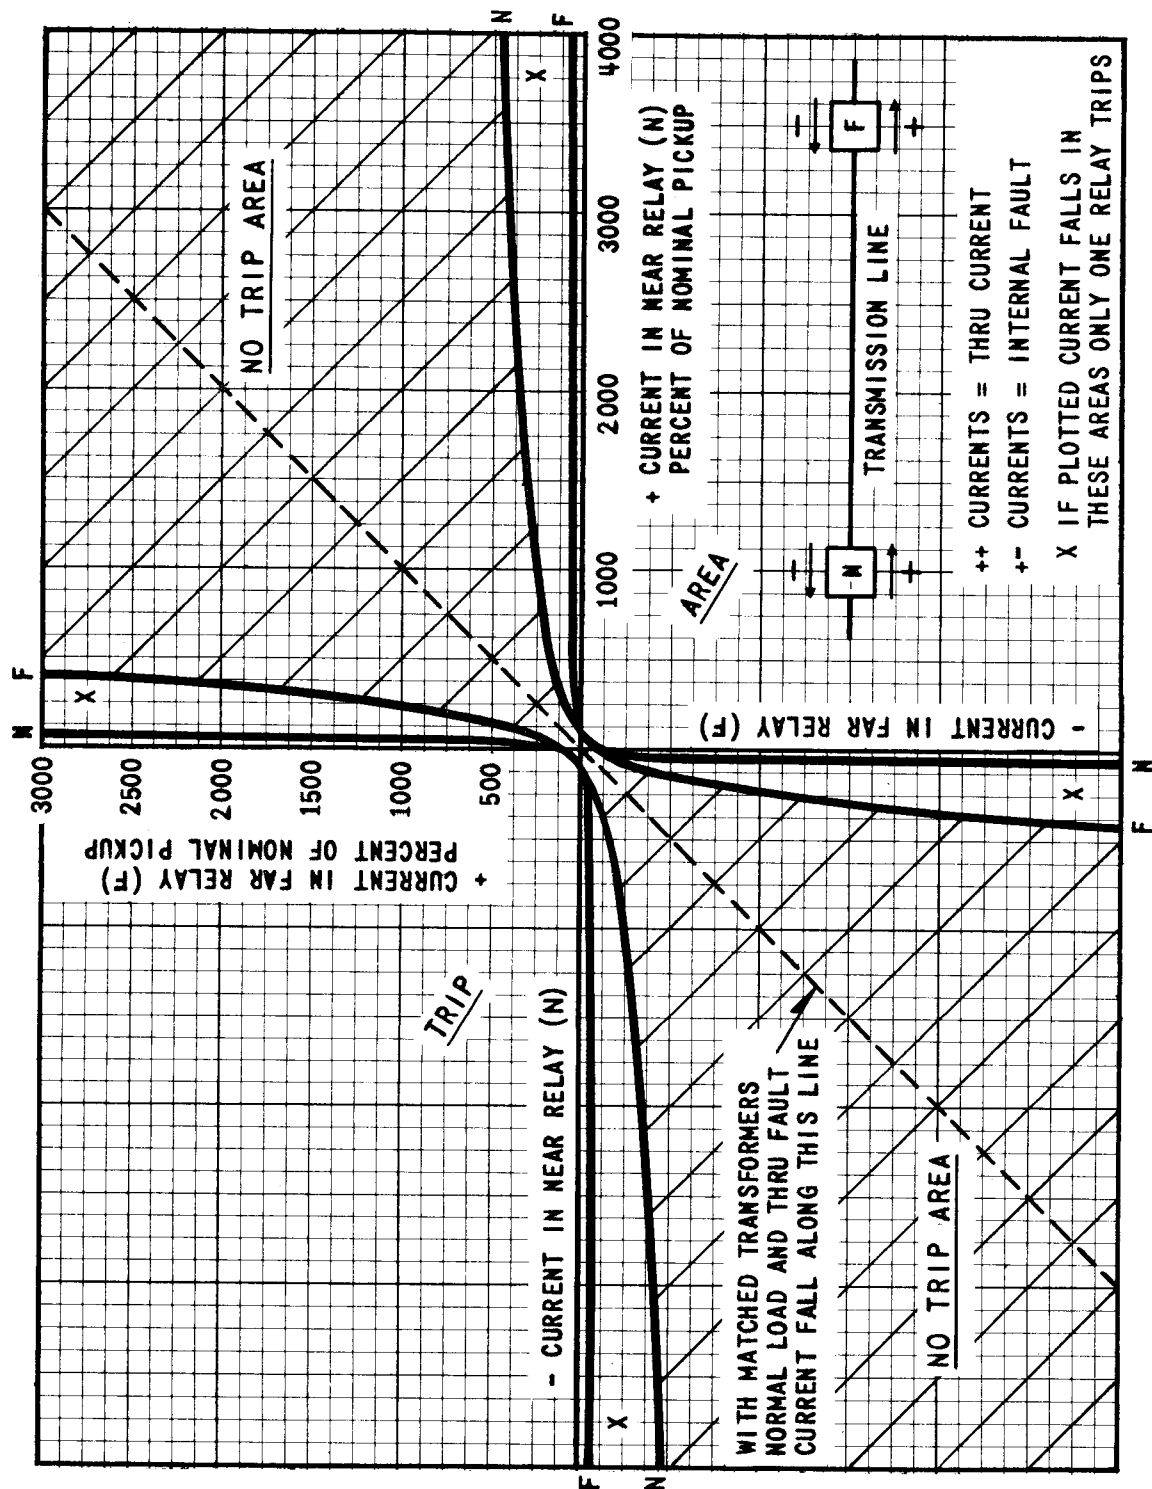 3000
2500
2000
1500
1000
500
1000
2000
3000
4000
+ CURRENT IN FAR RELAY (F)
PERCENT OF NOMINAL PICKUP
- CURRENT IN FAR RELAY (F)
+ CURRENT IN NEAR RELAY (N)
PERCENT OF NOMINAL PICKUP
- CURRENT IN NEAR RELAY (N)
N
F
N
F
N
F
F
N
X
X
X
X
NO TRIP AREA
TRIP
AREA
NO TRIP AREA
WITH MATCHED TRANSFORMERS
NORMAL LOAD AND THRU FAULT
CURRENT FALL ALONG THIS LINE
-
N
+
-
F
+
TRANSMISSION LINE
++ CURRENTS = THRU CURRENT
+- CURRENTS = INTERNAL FAULT
X IF PLOTTED CURRENT FALLS IN
THESE AREAS ONLY ONE RELAY TRIPS